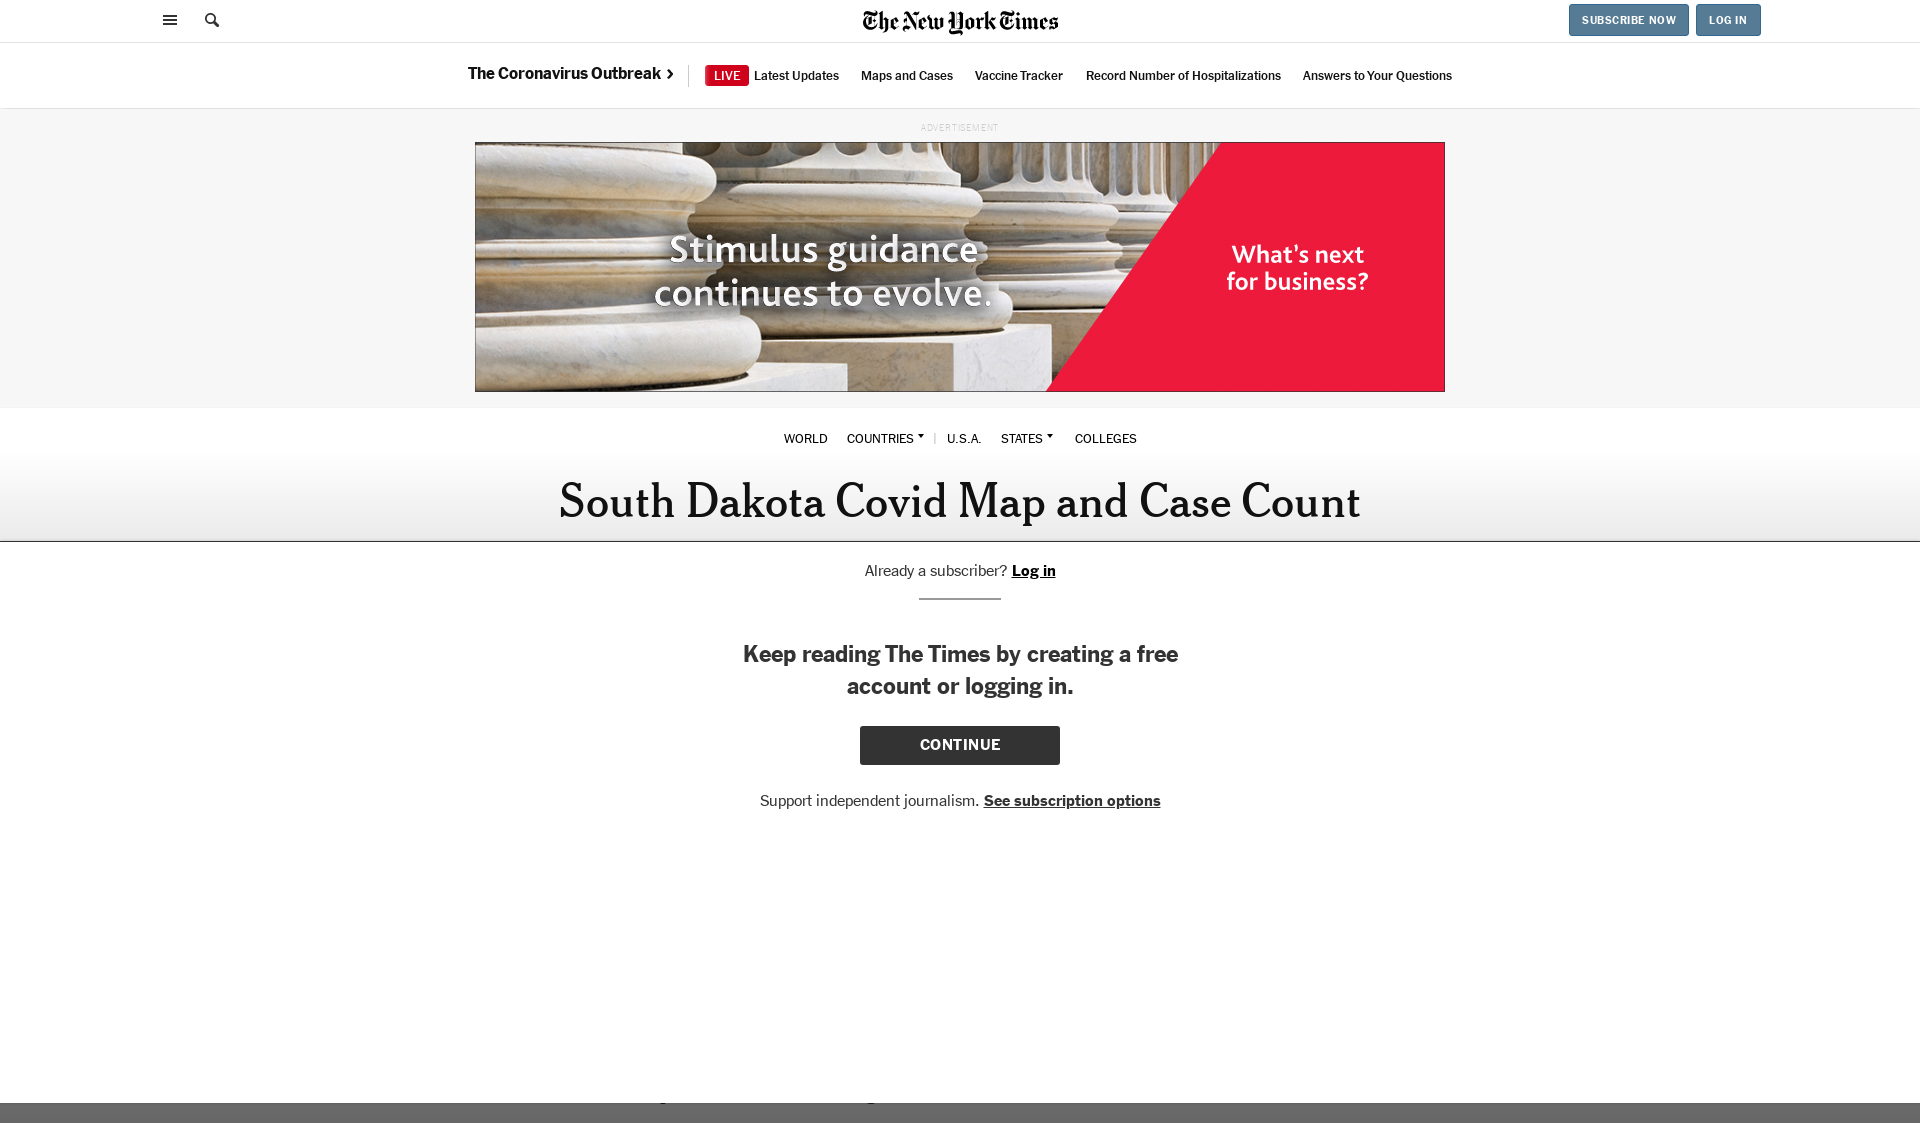 The New York Times
SUBSCRIBE NOW
LOG IN
The Coronavirus Outbreak
LIVE Latest Updates
Maps and Cases
Vaccine Tracker
Record Number of Hospitalizations
Answers to Your Questions
ADVERTISEMENT
Stimulus guidance
continues to evolve.
What's next
for business?
WORLD COUNTRIES | U.S.A. STATES COLLEGES
South Dakota Covid Map and Case Count
Already a subscriber? Log in
Keep reading The Times by creating a free
account or logging in.
CONTINUE
Support independent journalism. See subscription options